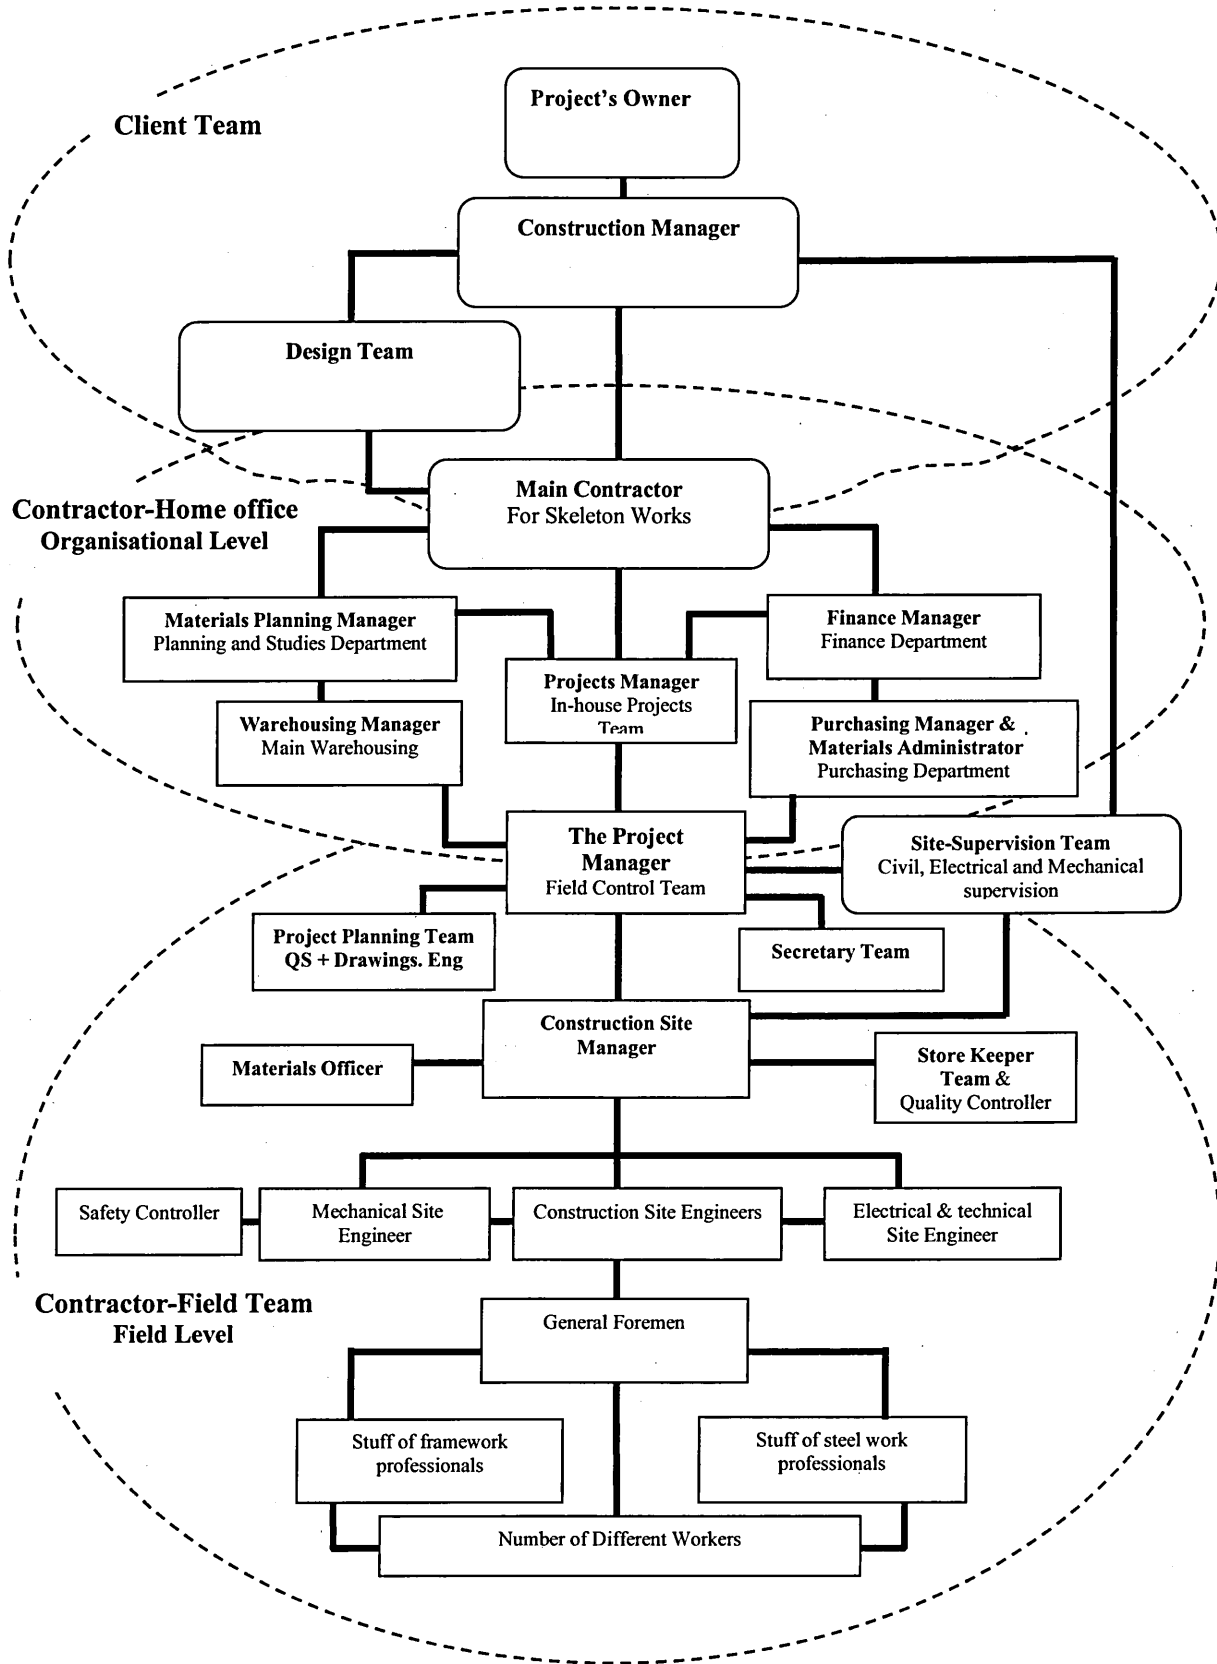 Project's Owner
Client Team
Construction Manager
Design Team
Main Contractor
For Skeleton Works
Contractor-Home office
Organisational Level
Materials Planning Manager
Planning and Studies Department
Finance Manager
Finance Department
Projects Manager
In-house Projects
Team
Warehousing Manager
Main Warehousing
Purchasing Manager &
Materials Administrator
Purchasing Department
The Project
Manager
Field Control Team
Site-Supervision Team
Civil, Electrical and Mechanical
supervision
Project Planning Team
QS + Drawings. Eng
Secretary Team
Construction Site
Manager
Materials Officer
Store Keeper
Team &
Quality Controller
Safety Controller
Mechanical Site
Engineer
Construction Site Engineers
Electrical & technical
Site Engineer
Contractor-Field Team
Field Level
General Foremen
Stuff of framework
professionals
Stuff of steel work
professionals
Number of Different Workers